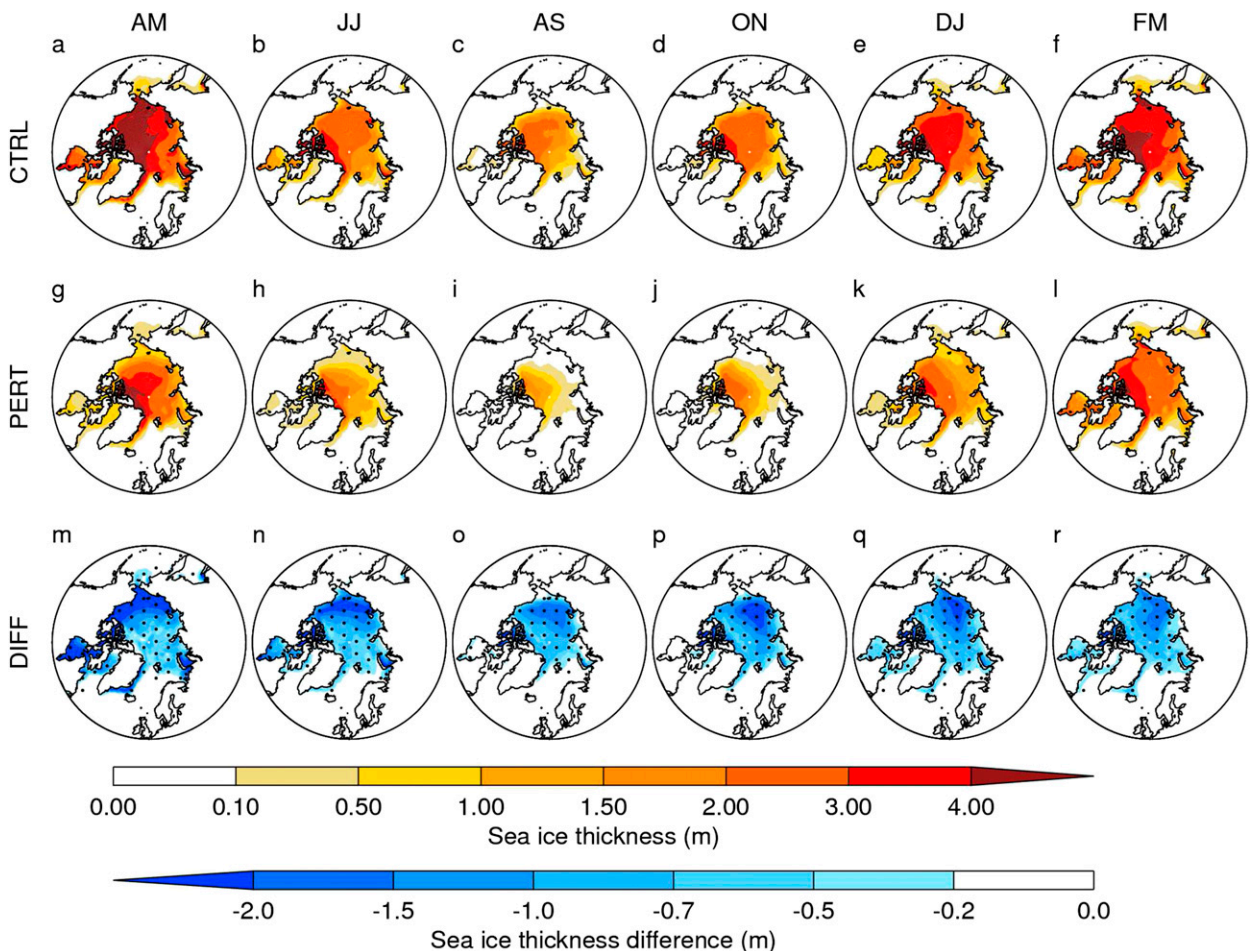 AM JJ AS ON DJ FM
a b c d e f
CTRL
g h i j k l
PERT
m n o p q r
DIFF
0.00 0.10 0.50 1.00 1.50 2.00 3.00 4.00
Sea ice thickness (m)
-2.0 -1.5 -1.0 -0.7 -0.5 -0.2 0.0
Sea ice thickness difference (m)